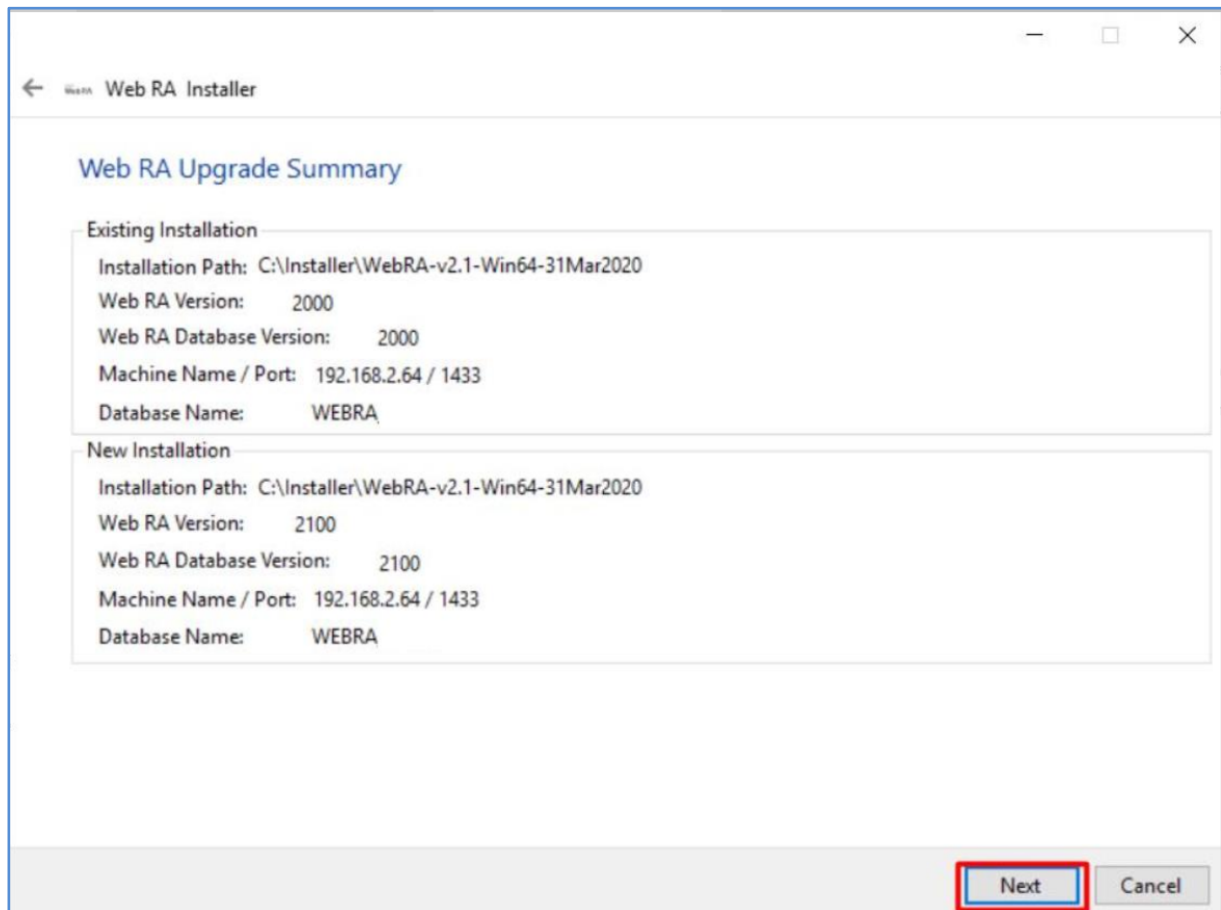 Web RA Installer
Web RA Upgrade Summary
Existing Installation
Installation Path: C:\Installer\WebRA-v2.1-Win64-31Mar2020
Web RA Version: 2000
Web RA Database Version: 2000
Machine Name / Port: 192.168.2.64 / 1433
Database Name: WEBRA
New Installation
Installation Path: C:\Installer\WebRA-v2.1-Win64-31Mar2020
Web RA Version: 2100
Web RA Database Version: 2100
Machine Name / Port: 192.168.2.64 / 1433
Database Name: WEBRA
Next Cancel